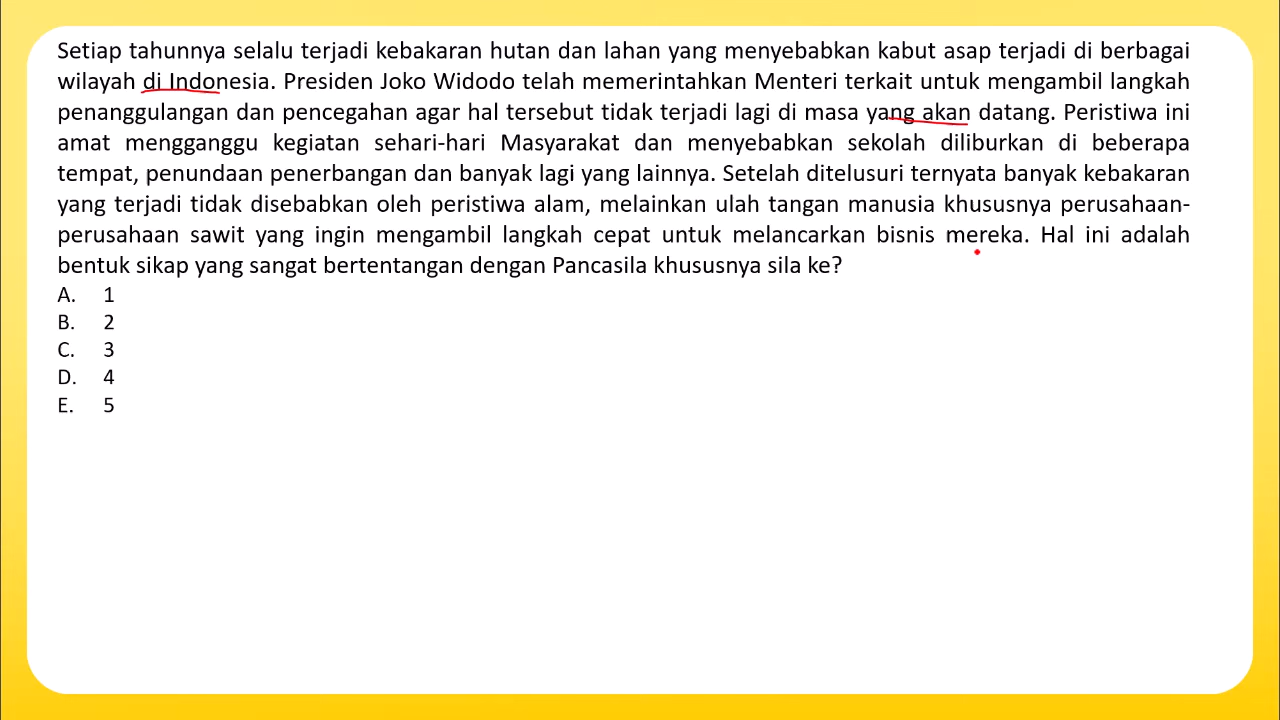 Setiap tahunnya selalu terjadi kebakaran hutan dan lahan yang menyebabkan kabut asap terjadi di berbagai
wilayah di Indonesia. Presiden Joko Widodo telah memerintahkan Menteri terkait untuk mengambil langkah
penanggulangan dan pencegahan agar hal tersebut tidak terjadi lagi di masa yang akan datang. Peristiwa ini
amat mengganggu kegiatan sehari-hari Masyarakat dan menyebabkan sekolah diliburkan di beberapa
tempat, penundaan penerbangan dan banyak lagi yang lainnya. Setelah ditelusuri ternyata banyak kebakaran
yang terjadi tidak disebabkan oleh peristiwa alam, melainkan ulah tangan manusia khususnya perusahaan-
perusahaan sawit yang ingin mengambil langkah cepat untuk melancarkan bisnis mereka. Hal ini adalah
bentuk sikap yang sangat bertentangan dengan Pancasila khususnya sila ke?
A. 1
B. 2
C. 3
D. 4
E. 5